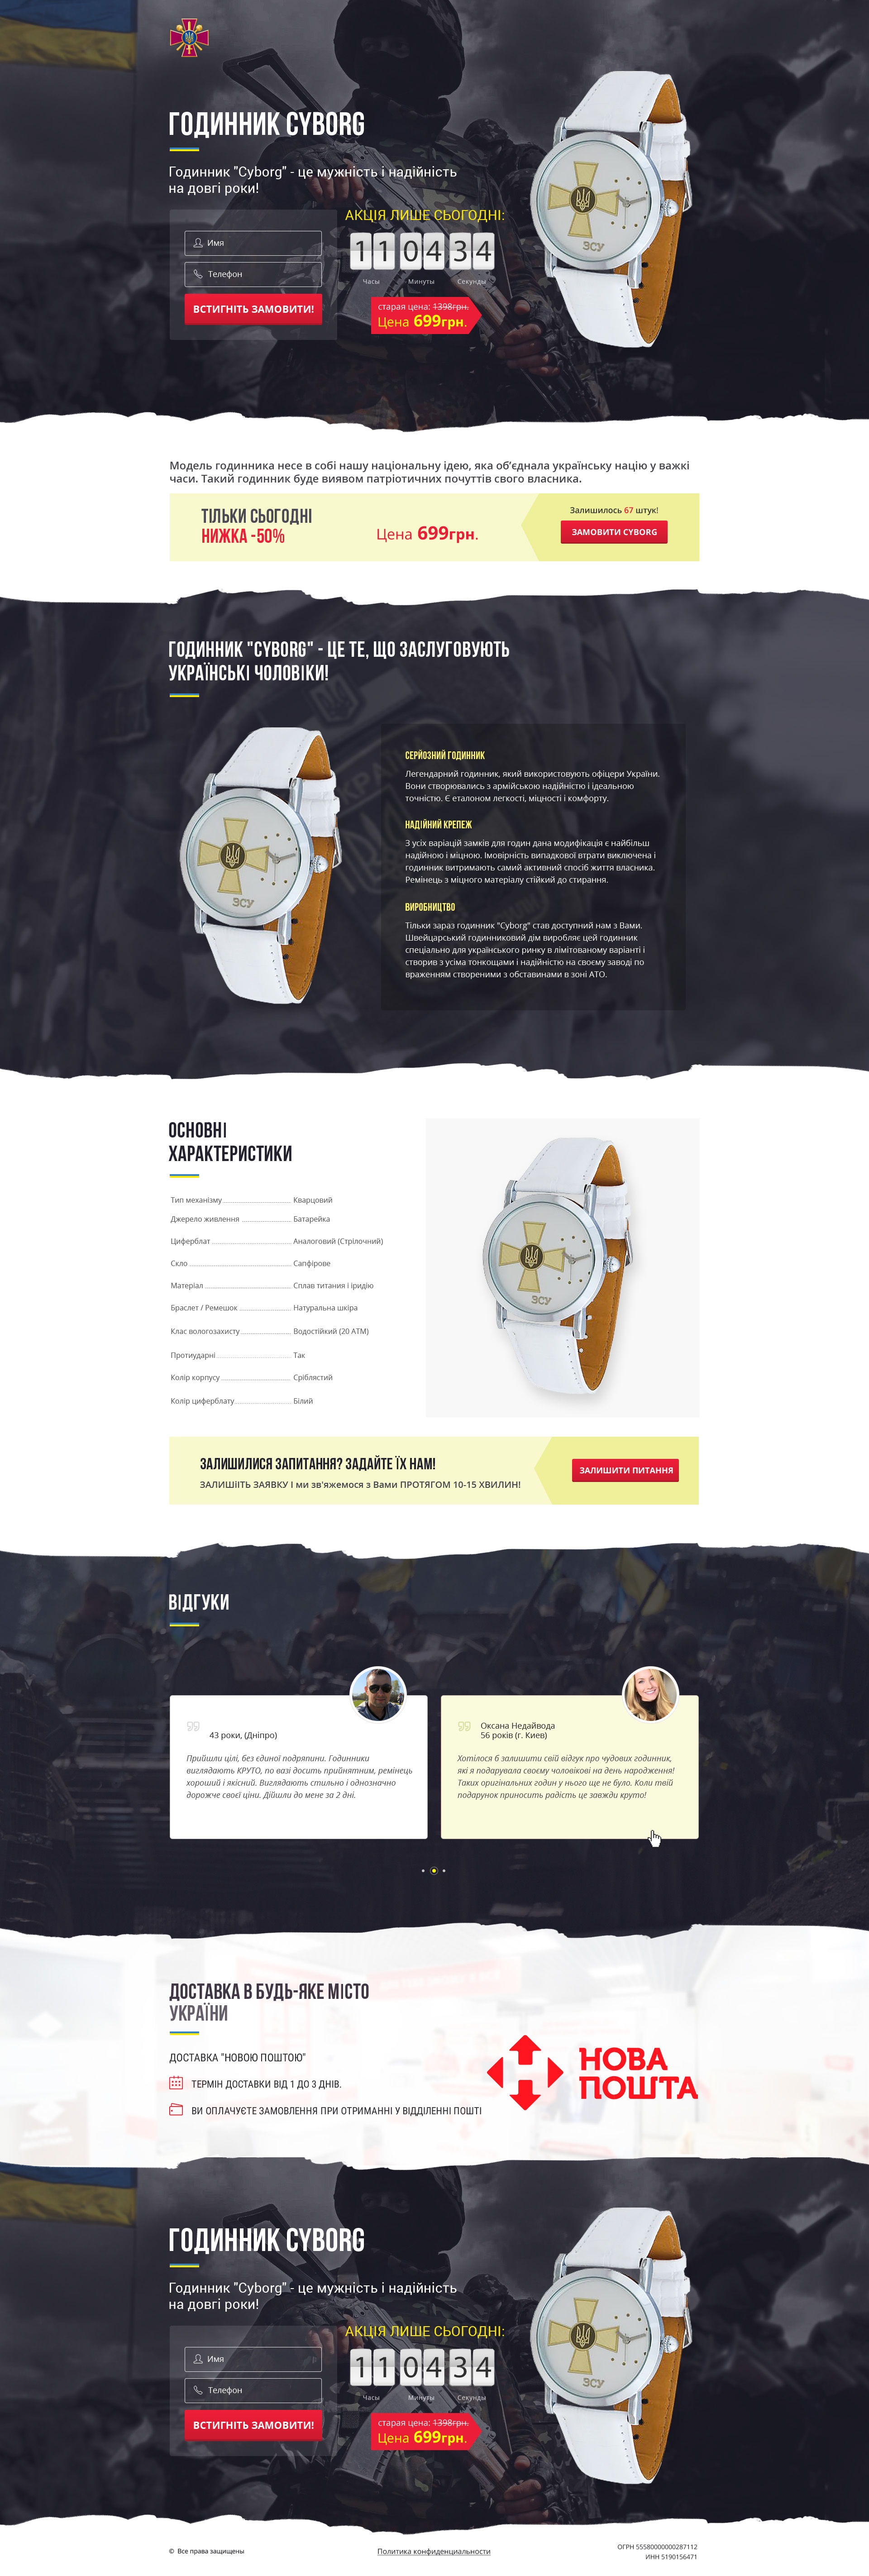 ГОДИННИК CYBORG
Годинник "Cyborg" - це мужність і надійність
на довгі роки!
АКЦІЯ ЛИШЕ СЬОГОДНІ:
Имя
Телефон
ВСТИГНІТЬ ЗАМОВИТИ!
11 04 34
Часы Минуты Секунды
старая цена: 1398грн.
Цена 699грн.
ЗСУ
Модель годинника несе в собі нашу національну ідею, яка об’єднала українську націю у важкі
часи. Такий годинник буде виявом патріотичних почуттів свого власника.
ТІЛЬКИ СЬОГОДНІ
НИЖКА -50%
Цена 699грн.
Залишилось 67 штук!
ЗАМОВИТИ CYBORG
ГОДИННИК "CYBORG" - ЦЕ ТЕ, ЩО ЗАСЛУГОВУЮТЬ
УКРАЇНСЬКІ ЧОЛОВІКИ!
ЗСУ
СЕРЙОЗНИЙ ГОДИННИК
Легендарний годинник, який використовують офіцери України.
Вони створювались з армійською надійністю і ідеальною
точністю. Є еталоном легкості, міцності і комфорту.
НАДІЙНИЙ КРЕПЕЖ
З усіх варіацій замків для годин дана модифікація є найбільш
надійною і міцною. Імовірність випадкової втрати виключена і
годинник витримають самий активний спосіб життя власника.
Ремінець з міцного матеріалу стійкий до стирання.
ВИРОБНИЦТВО
Тільки зараз годинник "Cyborg" став доступний нам з Вами.
Швейцарський годинниковий дім виробляє цей годинник
спеціально для українського ринку в лімітованому варіанті і
створив з усіма тонкощами і надійністю на своєму заводі по
враженням створеними з обставинами в зоні АТО.
ОСНОВНІ
ХАРАКТЕРИСТИКИ
Тип механізму Кварцовий
Джерело живлення Батарейка
Циферблат Аналоговий (Стрілочний)
Скло Сапфірове
Матеріал Сплав титания і іридію
Браслет / Ремешок Натуральна шкіра
Клас вологозахисту Водостійкий (20 АТМ)
Протиударні Так
Колір корпусу Сріблястий
Колір циферблату Білий
ЗСУ
ЗАЛИШИЛИСЯ ЗАПИТАННЯ? ЗАДАЙТЕ ЇХ НАМ!
ЗАЛИШІІТЬ ЗАЯВКУ І ми зв'яжемося з Вами ПРОТЯГОМ 10-15 ХВИЛИН!
ЗАЛИШИТИ ПИТАННЯ
ВІДГУКИ
43 роки, (Дніпро)
Прийшли цілі, без єдиної подряпини. Годинники
виглядають КРУТО, по вазі досить прийнятним, ремінець
хороший і якісний. Виглядають стильно і однозначно
дорожче своєї ціни. Дійшли до мене за 2 дні.
Оксана Недайвода
56 років (г. Киев)
Хотілося б залишити свій відгук про чудових годинник,
які я подарувала своєму чоловікові на день народження!
Таких оригінальних годин у нього ще не було. Коли твій
подарунок приносить радість це завжди круто!
ДОСТАВКА В БУДЬ-ЯКЕ МІСТО
УКРАЇНИ
ДОСТАВКА "НОВОЮ ПОШТОЮ"
ТЕРМІН ДОСТАВКИ ВІД 1 ДО 3 ДНІВ.
ВИ ОПЛАЧУЄТЕ ЗАМОВЛЕННЯ ПРИ ОТРИМАННІ У ВІДДІЛЕННІ ПОШТІ
НОВА
ПОШТА
ГОДИННИК CYBORG
Годинник "Cyborg" - це мужність і надійність
на довгі роки!
АКЦІЯ ЛИШЕ СЬОГОДНІ:
Имя
Телефон
ВСТИГНІТЬ ЗАМОВИТИ!
11 04 34
Часы Минуты Секунды
старая цена: 1398грн.
Цена 699грн.
ЗСУ
© Все права защищены
Политика конфиденциальности
ОГРН 55580000000287112
ИНН 5190156471